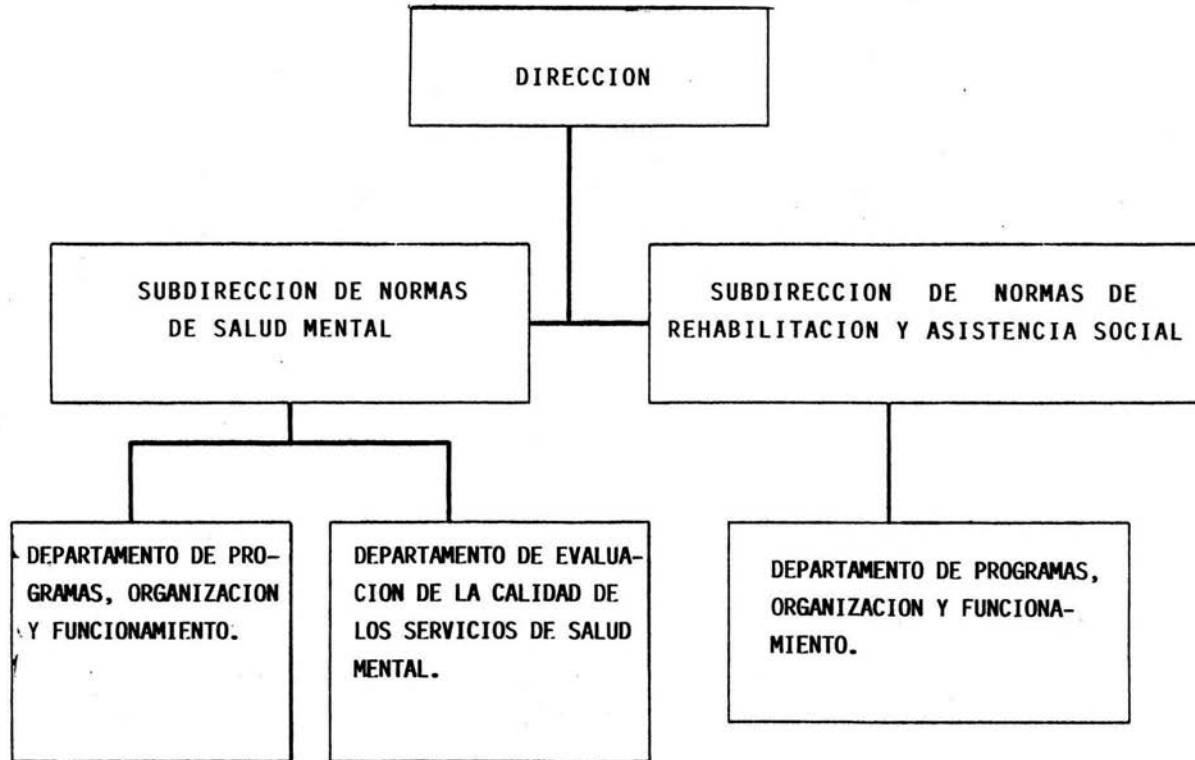 DIRECCION
SUBDIRECCION DE NORMAS
DE SALUD MENTAL
SUBDIRECCION DE NORMAS DE
REHABILITACION Y ASISTENCIA SOCIAL
DEPARTAMENTO DE PRO-
GRAMAS, ORGANIZACION
Y FUNCIONAMIENTO.
DEPARTAMENTO DE EVALUA-
CION DE LA CALIDAD DE
LOS SERVICIOS DE SALUD
MENTAL.
DEPARTAMENTO DE PROGRAMAS,
ORGANIZACION Y FUNCIONA-
MIENTO.